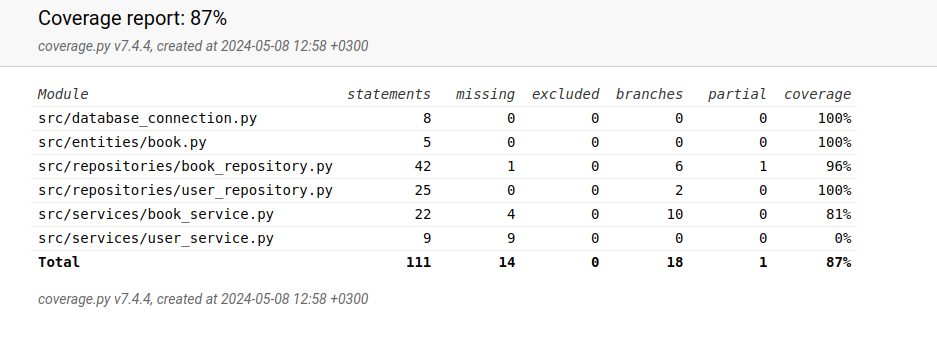 Coverage report: 87%
coverage.py v7.4.4, created at 2024-05-08 12:58 +0300
Module statements missing excluded branches partial coverage
src/database_connection.py 8 0 0 0 0 100%
src/entities/book.py 5 0 0 0 0 100%
src/repositories/book_repository.py 42 1 0 6 1 96%
src/repositories/user_repository.py 25 0 0 2 0 100%
src/services/book_service.py 22 4 0 10 0 81%
src/services/user_service.py 9 9 0 0 0 0%
Total 111 14 0 18 1 87%
coverage.py v7.4.4, created at 2024-05-08 12:58 +0300